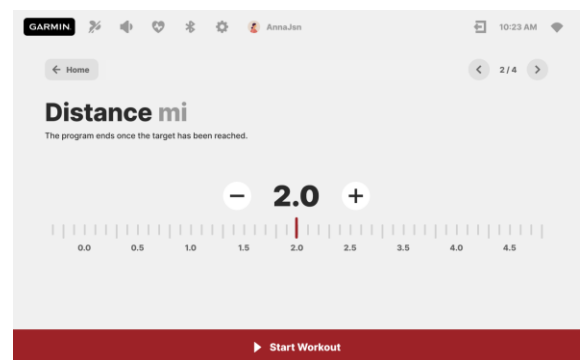 GARMIN AnnaJsn 10:23 AM
Home 2/4
Distance mi
The program ends once the target has been reached.
2.0
0.0 0.5 1.0 1.5 2.0 2.5 3.5 4.0 4.5
Start Workout